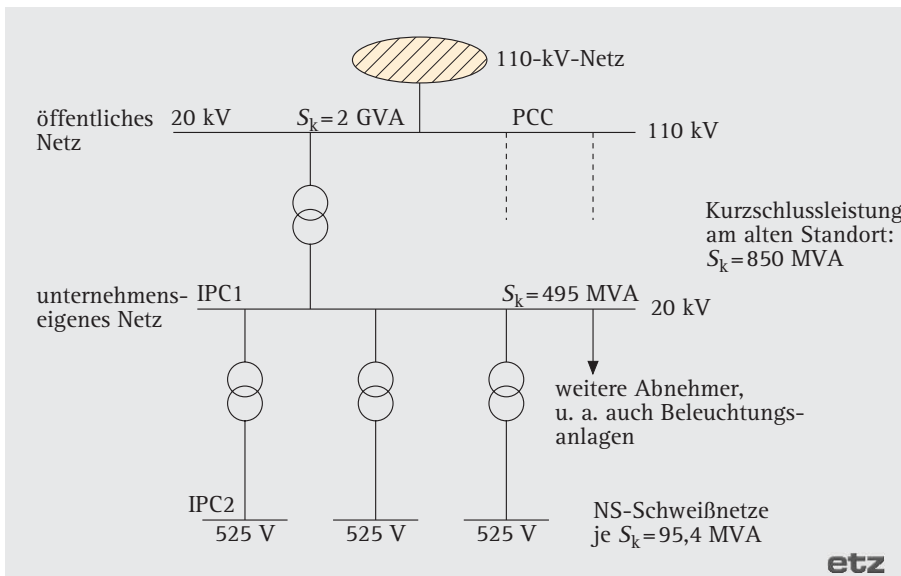 110-kV-Netz
öffentliches
Netz
20 kV
S_k=2 GVA
PCC
110 kV
Kurzschlussleistung
am alten Standort:
S_k=850 MVA
unternehmens-
eigenes Netz
IPC1
S_k=495 MVA
20 kV
weitere Abnehmer,
u. a. auch Beleuchtungs-
anlagen
IPC2
525 V
525 V
525 V
NS-Schweißnetze
je S_k=95,4 MVA
etz